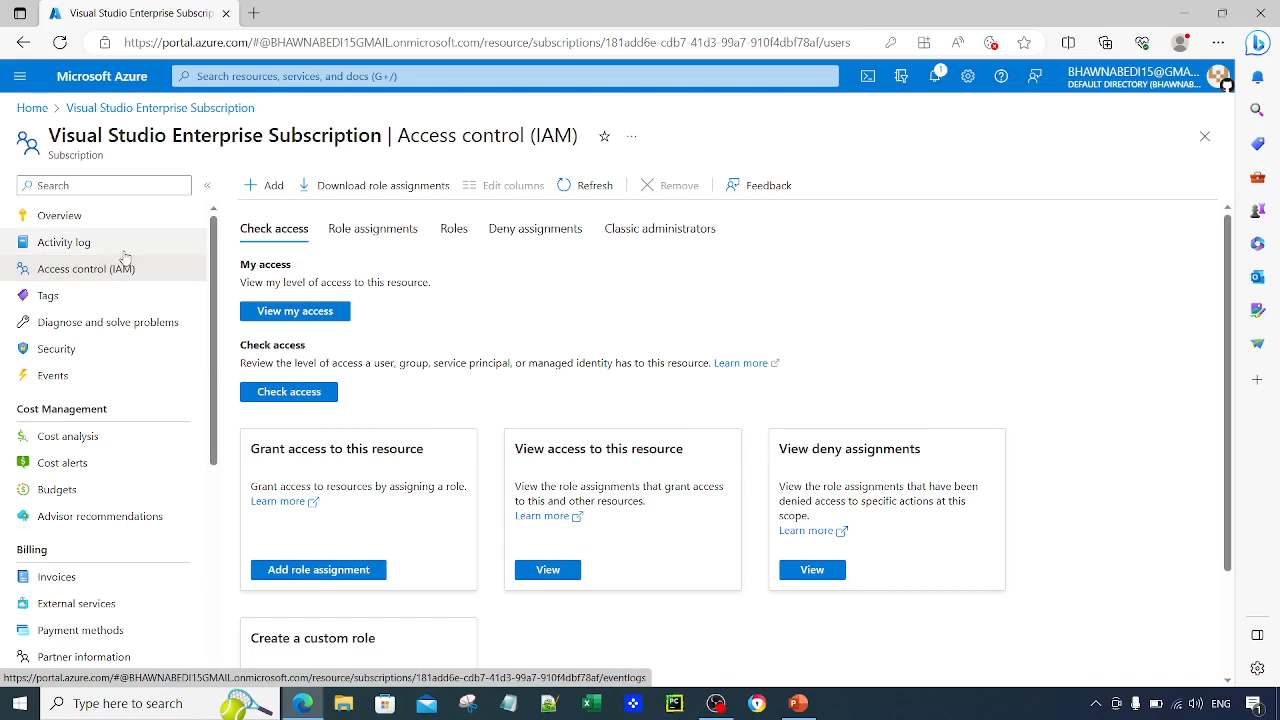 Visual Studio Enterprise Subscrip
https://portal.azure.com/#@BHAWNABEDI15GMAIL.onmicrosoft.com/resource/subscriptions/181add6e-cdb7-41d3-99a7-910f4dbf78af/users
Microsoft Azure
Search resources, services, and docs (G+/)
1
BHAWNABEDI15@GMA...
DEFAULT DIRECTORY (BHAWNAB...
Home > Visual Studio Enterprise Subscription
Visual Studio Enterprise Subscription | Access control (IAM)
Subscription
Search
Add
Download role assignments
Edit columns
Refresh
Remove
Feedback
Overview
Activity log
Access control (IAM)
Tags
Diagnose and solve problems
Security
Events
Cost Management
Cost analysis
Cost alerts
Budgets
Advisor recommendations
Billing
Invoices
External services
Payment methods
Partner information
Check access
Role assignments
Roles
Deny assignments
Classic administrators
My access
View my level of access to this resource.
View my access
Check access
Review the level of access a user, group, service principal, or managed identity has to this resource. Learn more
Check access
Grant access to this resource
Grant access to resources by assigning a role.
Learn more
Add role assignment
View access to this resource
View the role assignments that grant access
to this and other resources.
Learn more
View
View deny assignments
View the role assignments that have been
denied access to specific actions at this
scope.
Learn more
View
Create a custom role
https://portal.azure.com/#@BHAWNABEDI15GMAIL.onmicrosoft.com/resource/subscriptions/181add6e-cdb7-41d3-99a7-910f4dbf78af/eventlogs
Type here to search
PC
ENG